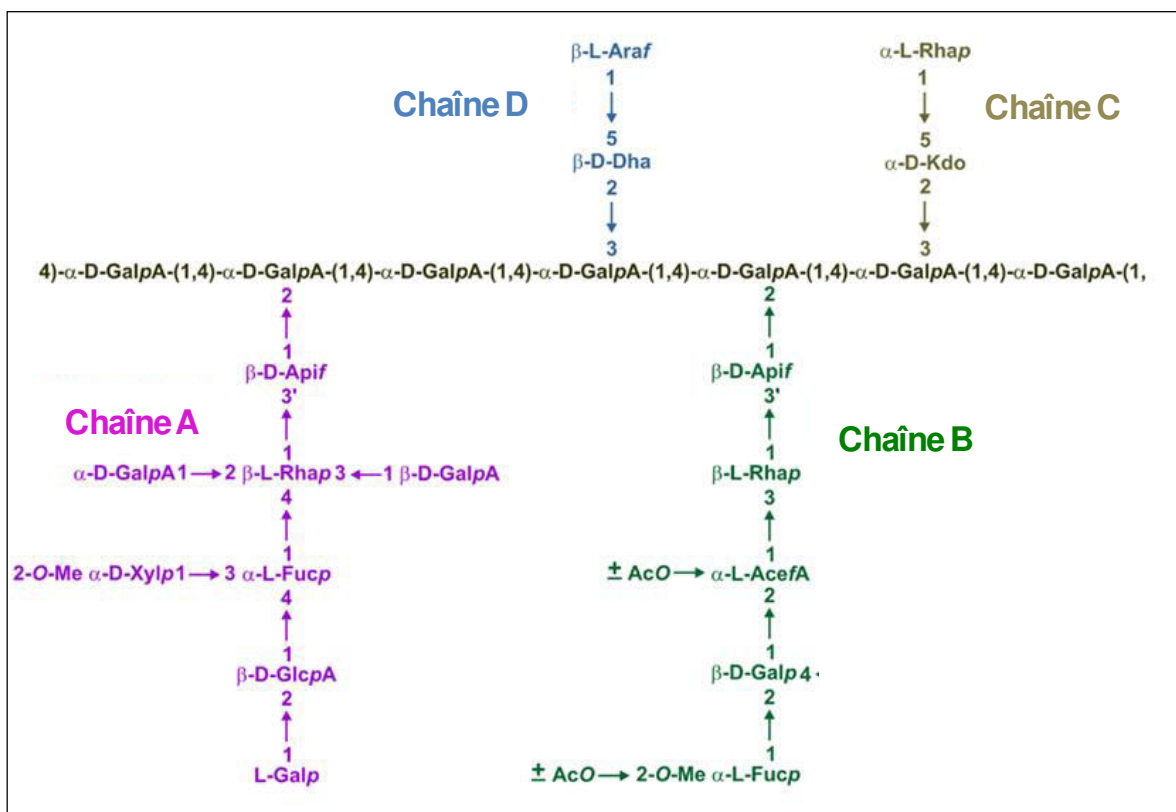 β-L-Araf α-L-Rhap
1 1
Chaîne D Chaîne C
5 5
β-D-Dha α-D-Kdo
2 2
3 3
4)-α-D-GalpA-(1,4)-α-D-GalpA-(1,4)-α-D-GalpA-(1,4)-α-D-GalpA-(1,4)-α-D-GalpA-(1,4)-α-D-GalpA-(1,4)-α-D-GalpA-(1,
2 2
1 1
β-D-Apif β-D-Apif
3' 3'
Chaîne A Chaîne B
1 1
α-D-GalpA1→2 β-L-Rhap 3←1 β-D-GalpA β-L-Rhap
4 3
1 1
2-O-Me α-D-Xylp1→3 α-L-Fucp ± AcO→ α-L-AcefA
4 2
1 1
β-D-GlcpA β-D-Galp 4
2 2
1 1
L-Galp ± AcO→2-O-Me α-L-Fucp